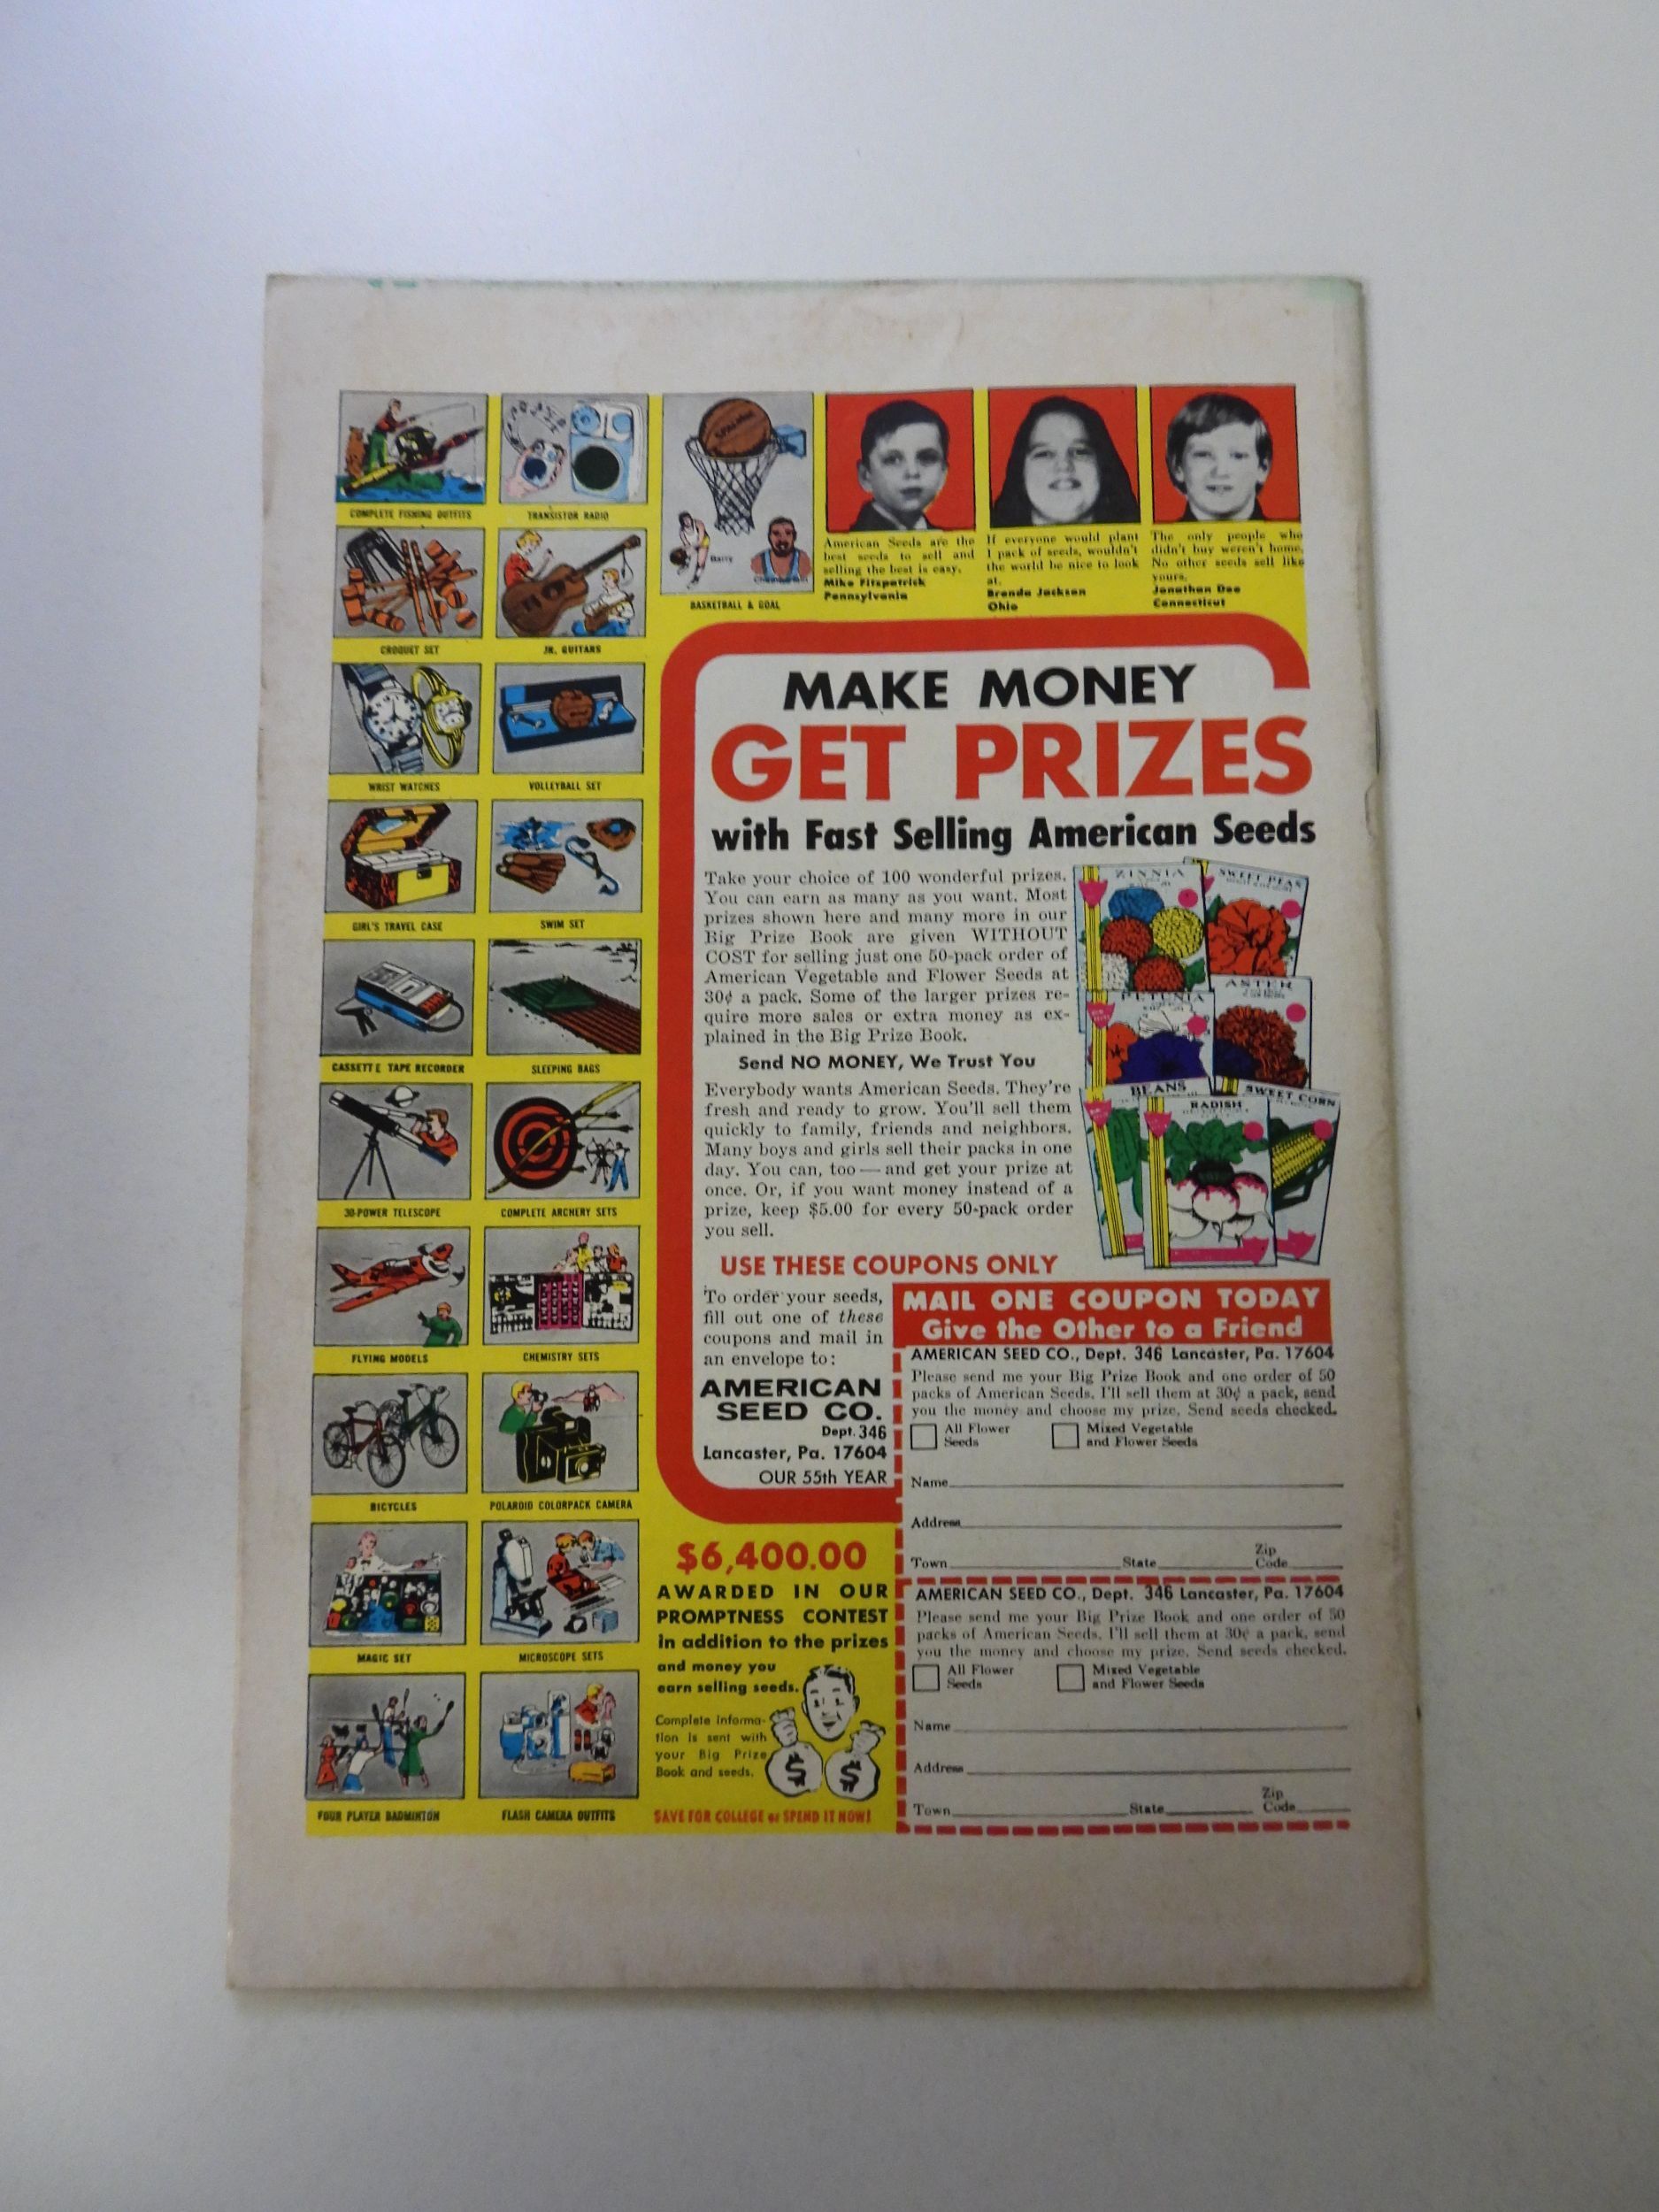 COMPLETE FISHING OUTFITS
TRANSISTOR RADIO
CROQUET SET
JR. GUITARS
WRIST WATCHES
VOLLEYBALL SET
GIRL'S TRAVEL CASE
SWIM SET
CASSETTE TAPE RECORDER
SLEEPING BAGS
30-POWER TELESCOPE
COMPLETE ARCHERY SETS
FLYING MODELS
CHEMISTRY SETS
BICYCLES
POLAROID COLORPACK CAMERA
MAGIC SET
MICROSCOPE SETS
FOUR PLAYER BADMINTON
FLASH CAMERA OUTFITS
SPALDING
Barry
BASKETBALL & GOAL
American Seeds are the
best seeds to sell and
selling the best is easy.
Mike Fitzpatrick
Pennsylvania
If everyone would plant
1 pack of seeds, wouldn't
the world be nice to look
at.
Brenda Jackson
Ohio
The only people who
didn't buy weren't home.
No other seeds sell like
yours.
Jonathan Dae
Connecticut
MAKE MONEY
GET PRIZES
with Fast Selling American Seeds
Take your choice of 100 wonderful prizes.
You can earn as many as you want. Most
prizes shown here and many more in our
Big Prize Book are given WITHOUT
COST for selling just one 50-pack order of
American Vegetable and Flower Seeds at
30¢ a pack. Some of the larger prizes re-
quire more sales or extra money as ex-
plained in the Big Prize Book.
Send NO MONEY, We Trust You
Everybody wants American Seeds. They're
fresh and ready to grow. You'll sell them
quickly to family, friends and neighbors.
Many boys and girls sell their packs in one
day. You can, too — and get your prize at
once. Or, if you want money instead of a
prize, keep $5.00 for every 50-pack order
you sell.
ZINNIA
SWEET PEAS
PETUNIA
ASTER
BEANS
RADISH
SWEET CORN
USE THESE COUPONS ONLY
To order your seeds,
fill out one of these
coupons and mail in
an envelope to:
AMERICAN
SEED CO.
Dept. 346
Lancaster, Pa. 17604
OUR 55th YEAR
$6,400.00
AWARDED IN OUR
PROMPTNESS CONTEST
in addition to the prizes
and money you
earn selling seeds.
Complete informa-
tion is sent with
your Big Prize
Book and seeds.
$ $
SAVE FOR COLLEGE or SPEND IT NOW!
MAIL ONE COUPON TODAY
Give the Other to a Friend
AMERICAN SEED CO., Dept. 346 Lancaster, Pa. 17604
Please send me your Big Prize Book and one order of 50
packs of American Seeds. I'll sell them at 30¢ a pack, send
you the money and choose my prize. Send seeds checked.
All Flower Seeds
Mixed Vegetable and Flower Seeds
Name
Address
Town State Zip Code
AMERICAN SEED CO., Dept. 346 Lancaster, Pa. 17604
Please send me your Big Prize Book and one order of 50
packs of American Seeds. I'll sell them at 30¢ a pack, send
you the money and choose my prize. Send seeds checked.
All Flower Seeds
Mixed Vegetable and Flower Seeds
Name
Address
Town State Zip Code